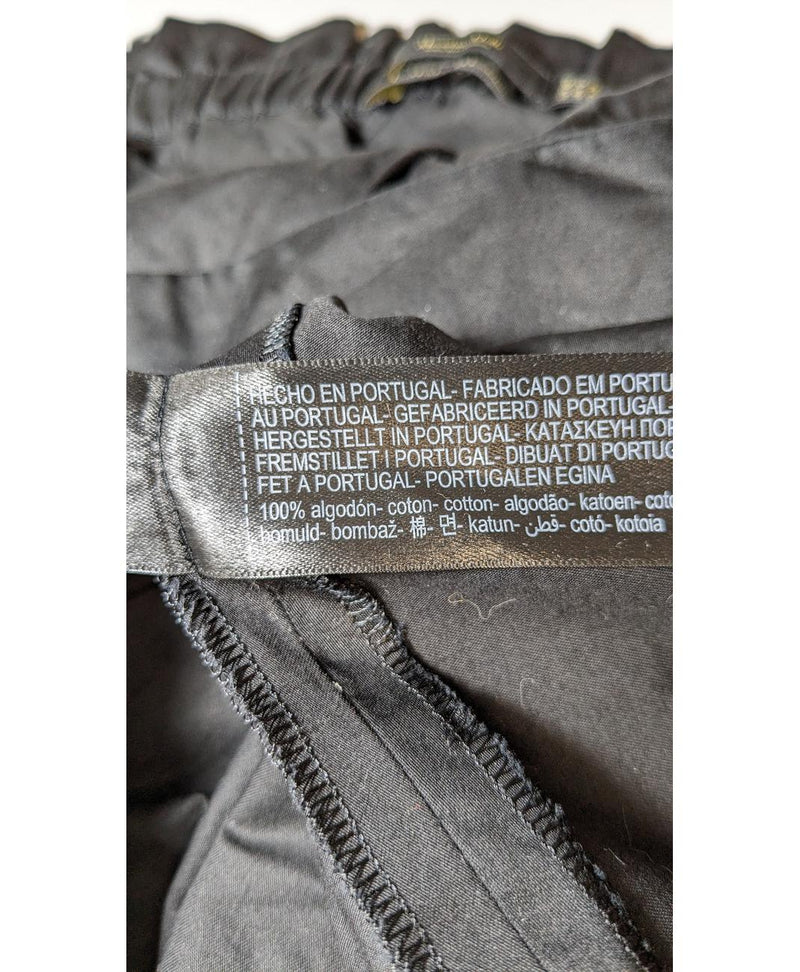 HECHO EN PORTUGAL- FABRICADO EM PORTU
AU PORTUGAL- GEFABRICEERD IN PORTUGAL-
HERGESTELLT IN PORTUGAL- ΚΑΤΑΣΚΕΥΗ ΠΟΡ
FREMSTILLET I PORTUGAL- DIBUAT DI PORTUG
FET A PORTUGAL- PORTUGALEN EGINA
100% algodón- coton- cotton- algodão- katoen- cot
bomuld- bombaž- 棉- 면- katun- قطن- cotó- kotoia